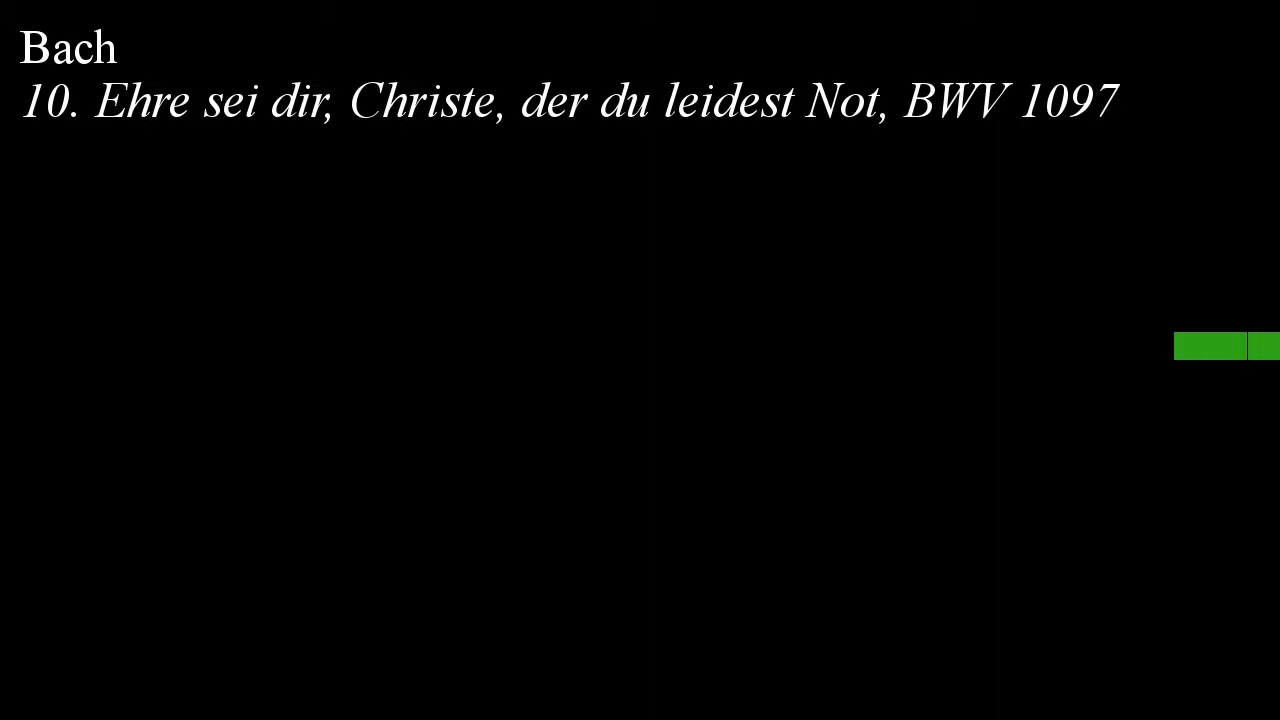 Bach
10. Ehre sei dir, Christe, der du leidest Not, BWV 1097